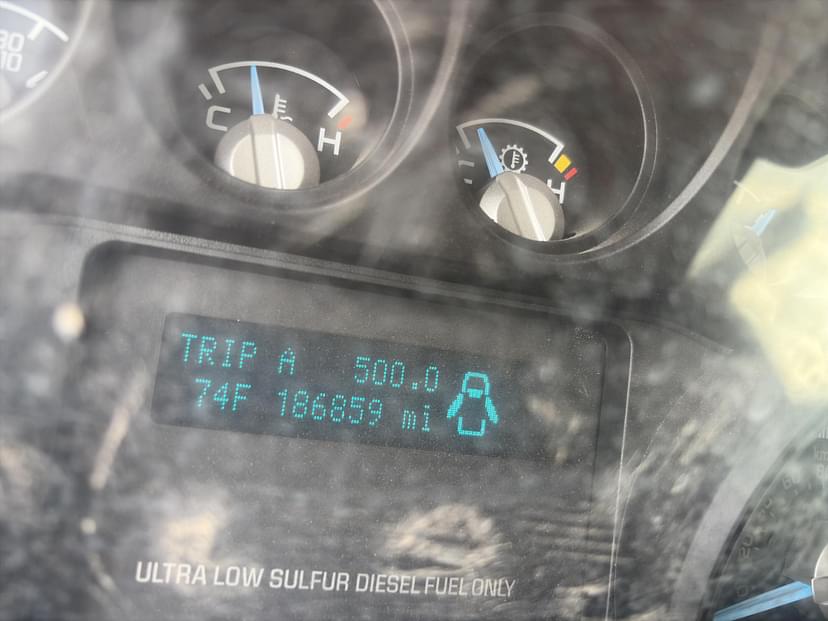 C H
H
TRIP A 500.0
74F 186859 mi
ULTRA LOW SULFUR DIESEL FUEL ONLY